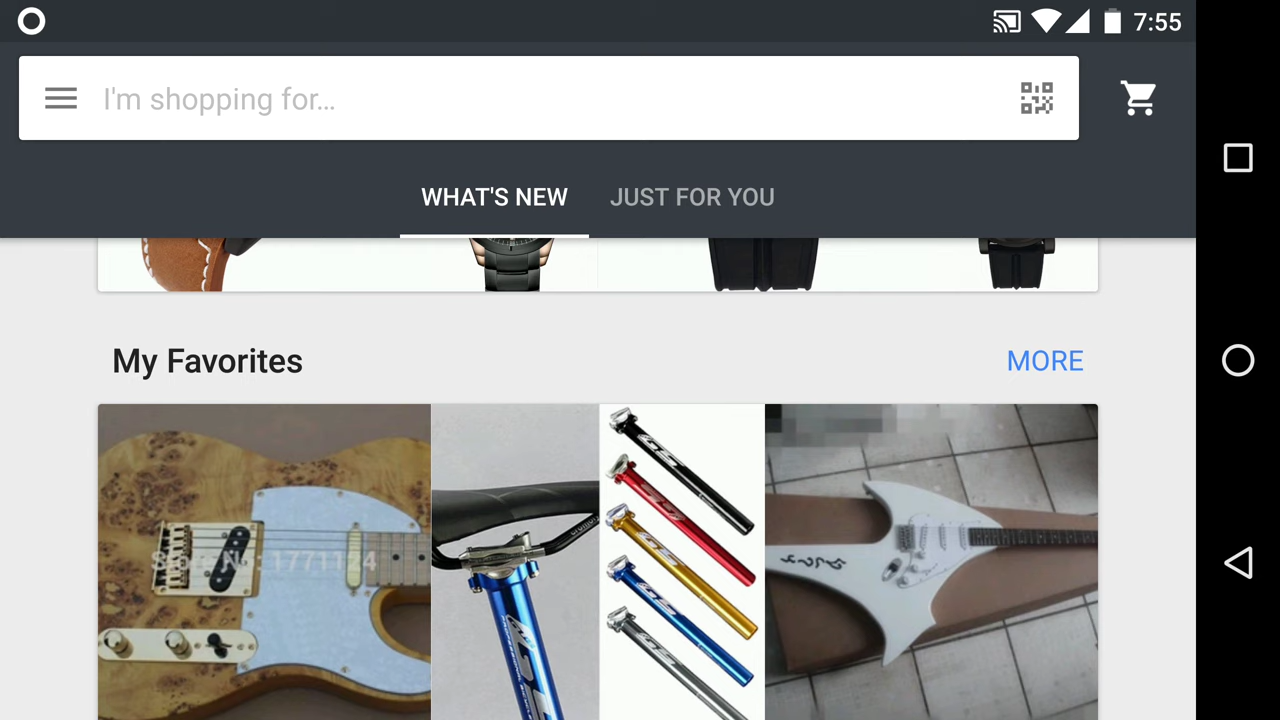 7:55
I'm shopping for...
WHAT'S NEW
JUST FOR YOU
My Favorites
MORE